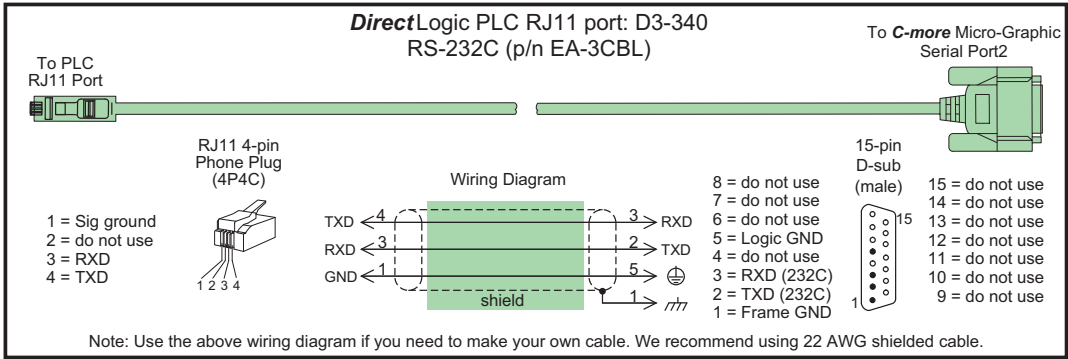 DirectLogic PLC RJ11 port: D3-340
RS-232C (p/n EA-3CBL)
To PLC
RJ11 Port
To C-more Micro-Graphic
Serial Port2
RJ11 4-pin
Phone Plug
(4P4C)
1 = Sig ground
2 = do not use
3 = RXD
4 = TXD
1 2 3 4
Wiring Diagram
TXD 4 3 RXD
RXD 3 2 TXD
GND 1 5
shield 1
8 = do not use
7 = do not use
6 = do not use
5 = Logic GND
4 = do not use
3 = RXD (232C)
2 = TXD (232C)
1 = Frame GND
15-pin
D-sub
(male)
15
1
15 = do not use
14 = do not use
13 = do not use
12 = do not use
11 = do not use
10 = do not use
9 = do not use
Note: Use the above wiring diagram if you need to make your own cable. We recommend using 22 AWG shielded cable.